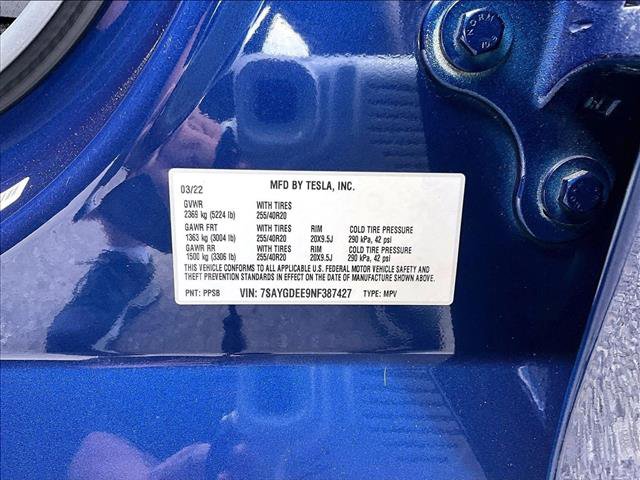 NORM
10.9
03/22 MFD BY TESLA, INC.
GVWR WITH TIRES
2369 kg (5224 lb) 255/40R20
GAWR FRT WITH TIRES RIM COLD TIRE PRESSURE
1363 kg (3004 lb) 255/40R20 20X9.5J 290 kPa, 42 psi
GAWR RR WITH TIRES RIM COLD TIRE PRESSURE
1500 kg (3306 lb) 255/40R20 20X9.5J 290 kPa, 42 psi
THIS VEHICLE CONFORMS TO ALL APPLICABLE U.S. FEDERAL MOTOR VEHICLE SAFETY AND
THEFT PREVENTION STANDARDS IN EFFECT ON THE DATE OF MANUFACTURE SHOWN ABOVE.
PNT: PPSB VIN: 7SAYGDEE9NF387427 TYPE: MPV